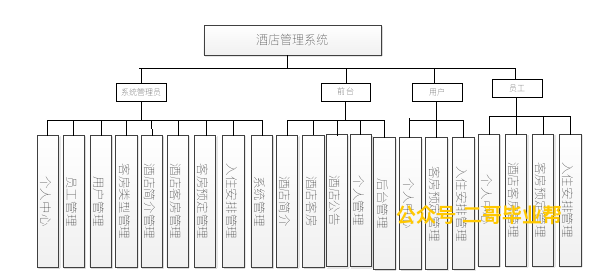 酒店管理系统
系统管理员
前台
用户
员工
个人中心
员工管理
用户管理
客房类型管理
酒店简介管理
酒店客房管理
客房预定管理
入住安排管理
系统管理
酒店简介
酒店客房
酒店公告
个人管理
后台管理
个人中心
客房预定管理
入住安排管理
个人中心
酒店客房管理
客房预定管理
入住安排管理
公众号:二哥毕业帮